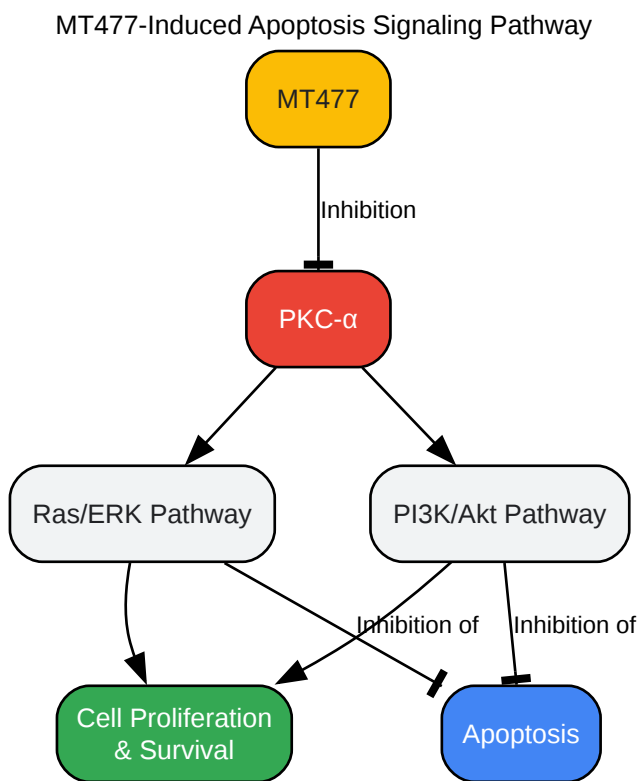 MT477-Induced Apoptosis Signaling Pathway
MT477
Inhibition
PKC-α
Ras/ERK Pathway
PI3K/Akt Pathway
Inhibition of
Inhibition of
Cell Proliferation
& Survival
Apoptosis